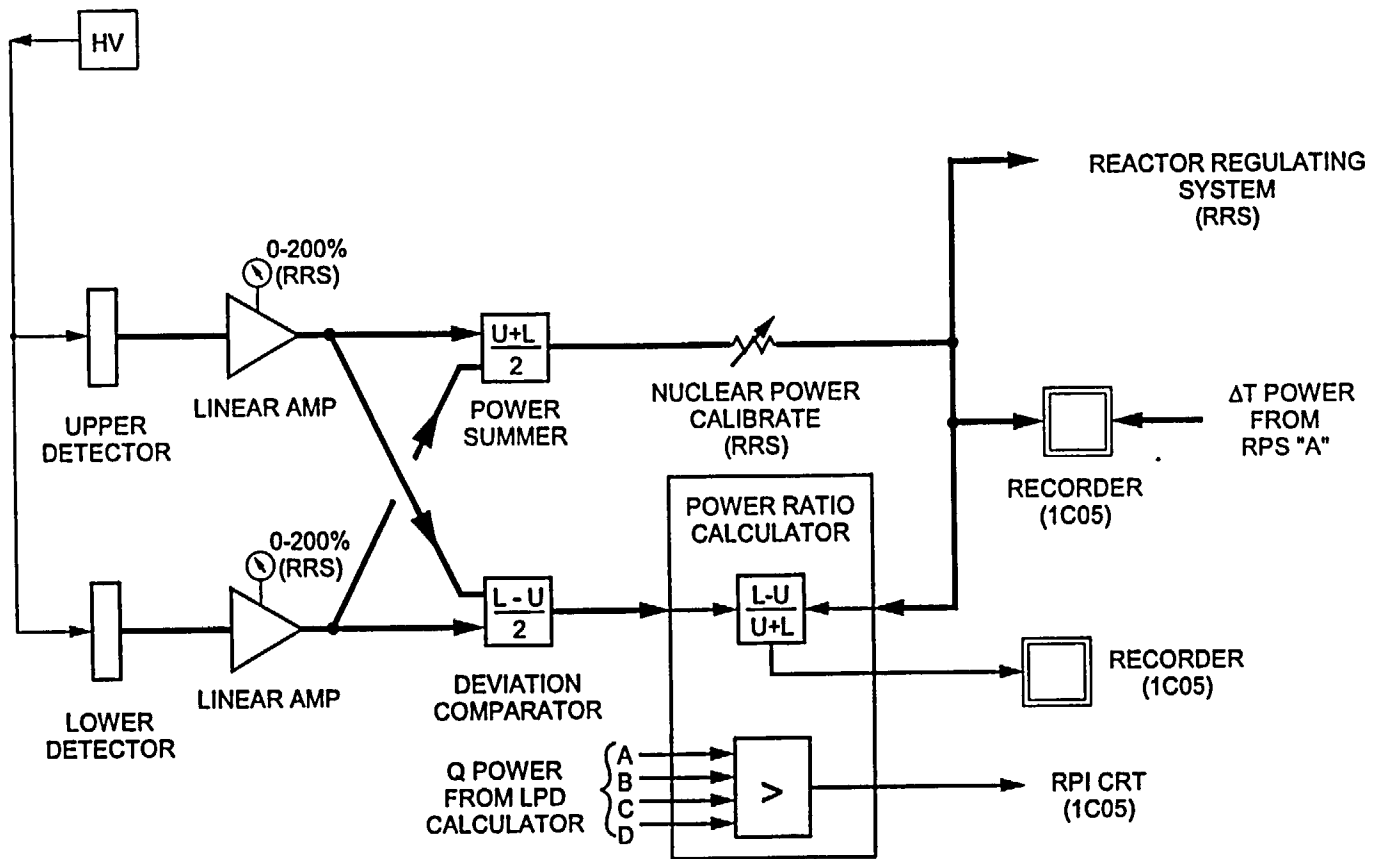 HV
REACTOR REGULATING
SYSTEM
(RRS)
0-200%
(RRS)
U+L
2
LINEAR AMP
UPPER
DETECTOR
POWER
SUMMER
NUCLEAR POWER
CALIBRATE
(RRS)
ΔT POWER
FROM
RPS "A"
RECORDER
(1C05)
POWER RATIO
CALCULATOR
0-200%
(RRS)
L - U
2
L-U
U+L
LINEAR AMP
LOWER
DETECTOR
DEVIATION
COMPARATOR
RECORDER
(1C05)
Q POWER
FROM LPD
CALCULATOR
A
B
C
D
>
RPI CRT
(1C05)